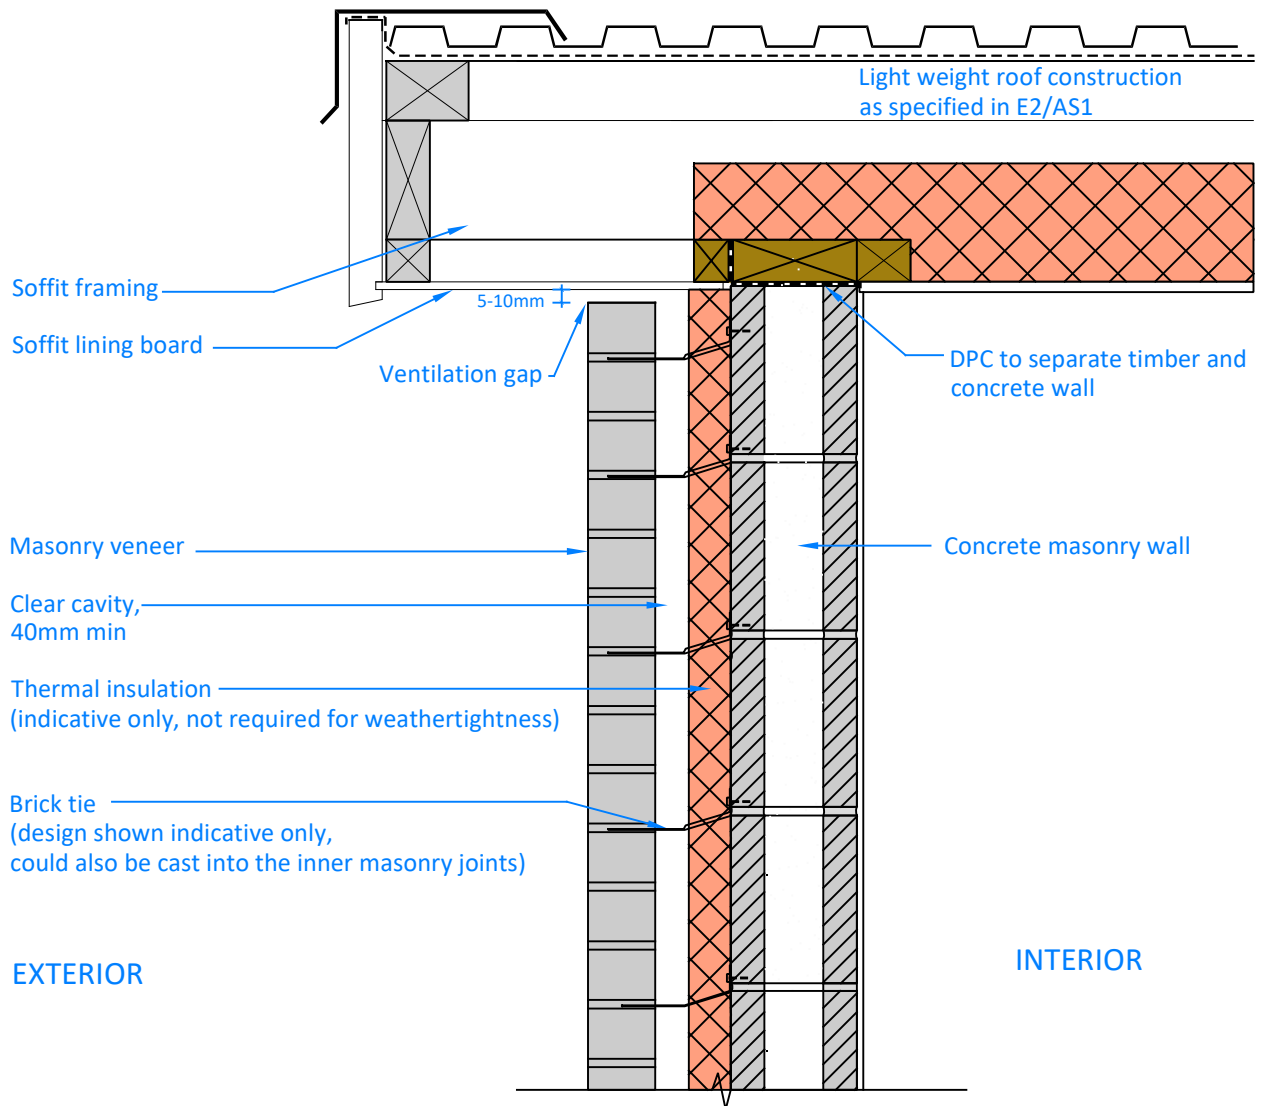 Light weight roof construction
as specified in E2/AS1
Soffit framing
5-10mm
Soffit lining board
Ventilation gap
DPC to separate timber and
concrete wall
Masonry veneer
Concrete masonry wall
Clear cavity,
40mm min
Thermal insulation
(indicative only, not required for weathertightness)
Brick tie
(design shown indicative only,
could also be cast into the inner masonry joints)
EXTERIOR
INTERIOR